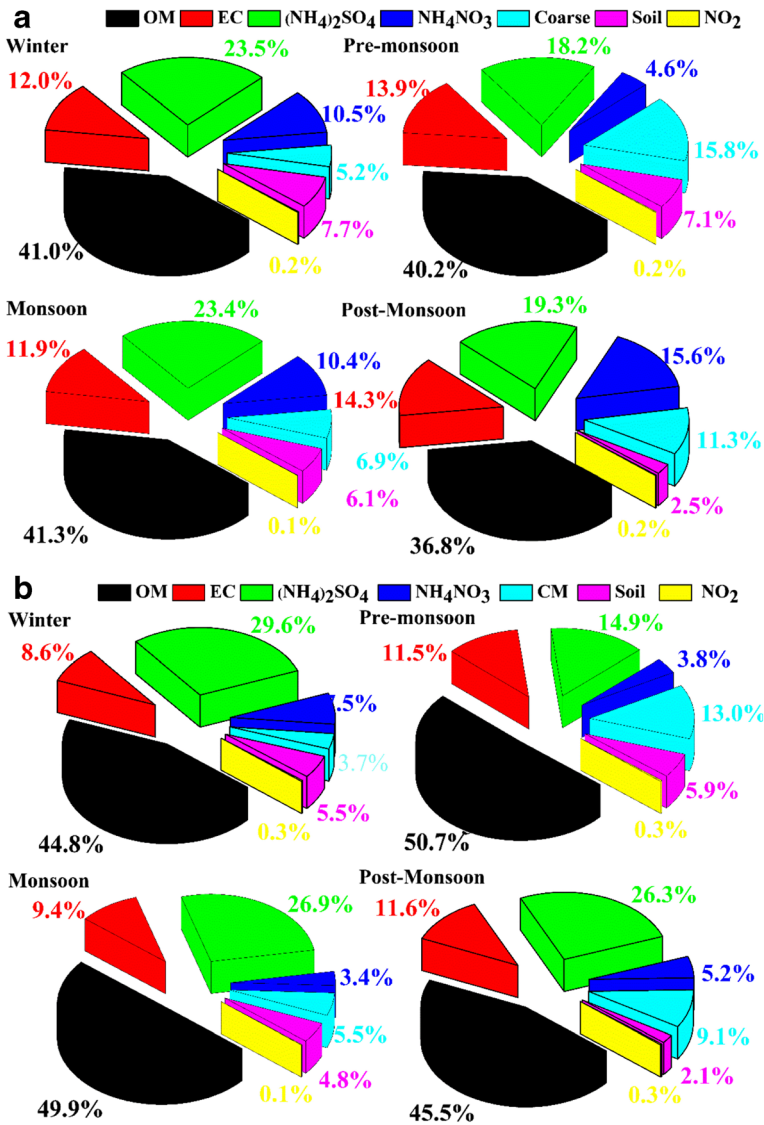 a OM EC (NH4)2SO4 NH4NO3 Coarse Soil NO2
Winter 23.5% Pre-monsoon 18.2%
12.0% 13.9% 4.6%
10.5%
5.2% 15.8%
7.7% 7.1%
41.0% 0.2% 40.2% 0.2%
Monsoon 23.4% Post-Monsoon 19.3%
11.9% 10.4% 15.6%
14.3%
6.9% 11.3%
6.1% 2.5%
41.3% 0.1% 36.8% 0.2%
b OM EC (NH4)2SO4 NH4NO3 CM Soil NO2
Winter 29.6% Pre-monsoon 14.9%
8.6% 11.5% 3.8%
.5% 13.0%
3.7%
5.5% 5.9%
44.8% 0.3% 50.7% 0.3%
Monsoon 26.9% Post-Monsoon 26.3%
9.4% 11.6%
3.4% 5.2%
5.5% 9.1%
4.8% 2.1%
49.9% 0.1% 45.5% 0.3%